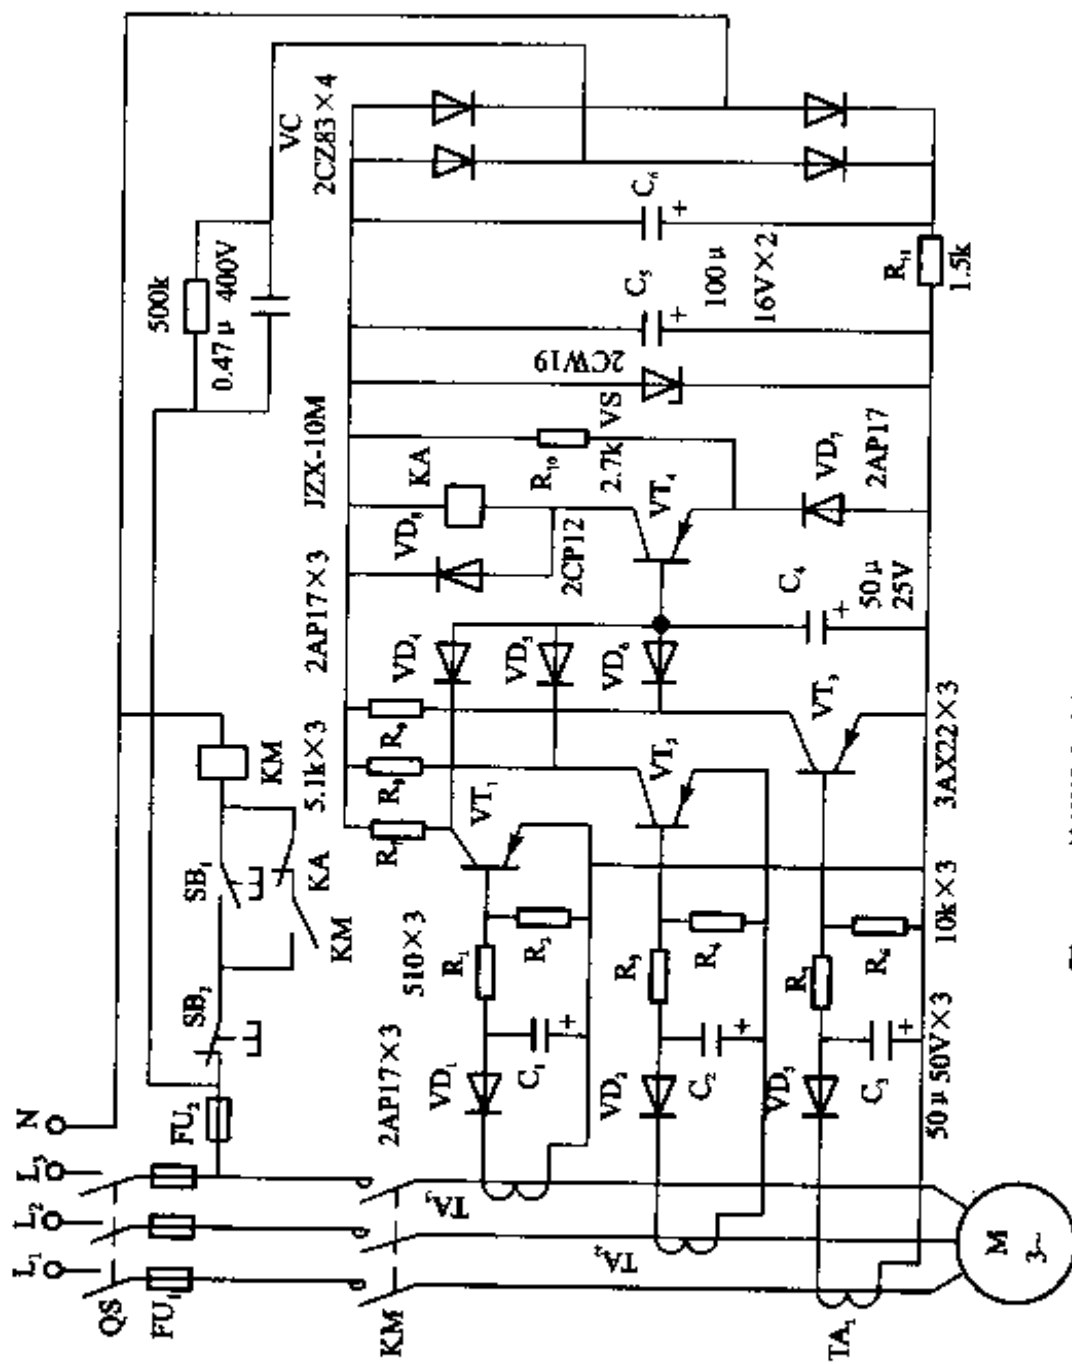 L₁
L₂
L₃
N
QS
FU₁
FU₂
SB₂
SB₁
KM
KA
KM
KM
500k
0.47μ 400V
VC
2CZ83×4
5.1k×3
2AP17×3
JZX-10M
VD₈
KA
2CP12
R₈
R₉
VT₁
VD₄
VD₅
VD₆
R₁₀
2.7k
VS
2CW19
VT₄
C₅
C₆
100μ
16V×2
VD₇
2AP17
R₁₁
1.5k
2AP17×3
510×3
VD₁
R₁
R₂
C₁
TA₃
VD₂
R₃
R₄
C₂
VT₂
TA₂
VD₃
R₆
C₃
VT₃
C₄
50μ
25V
TA₁
50μ50V×3
10k×3
3AX22×3
M
3~